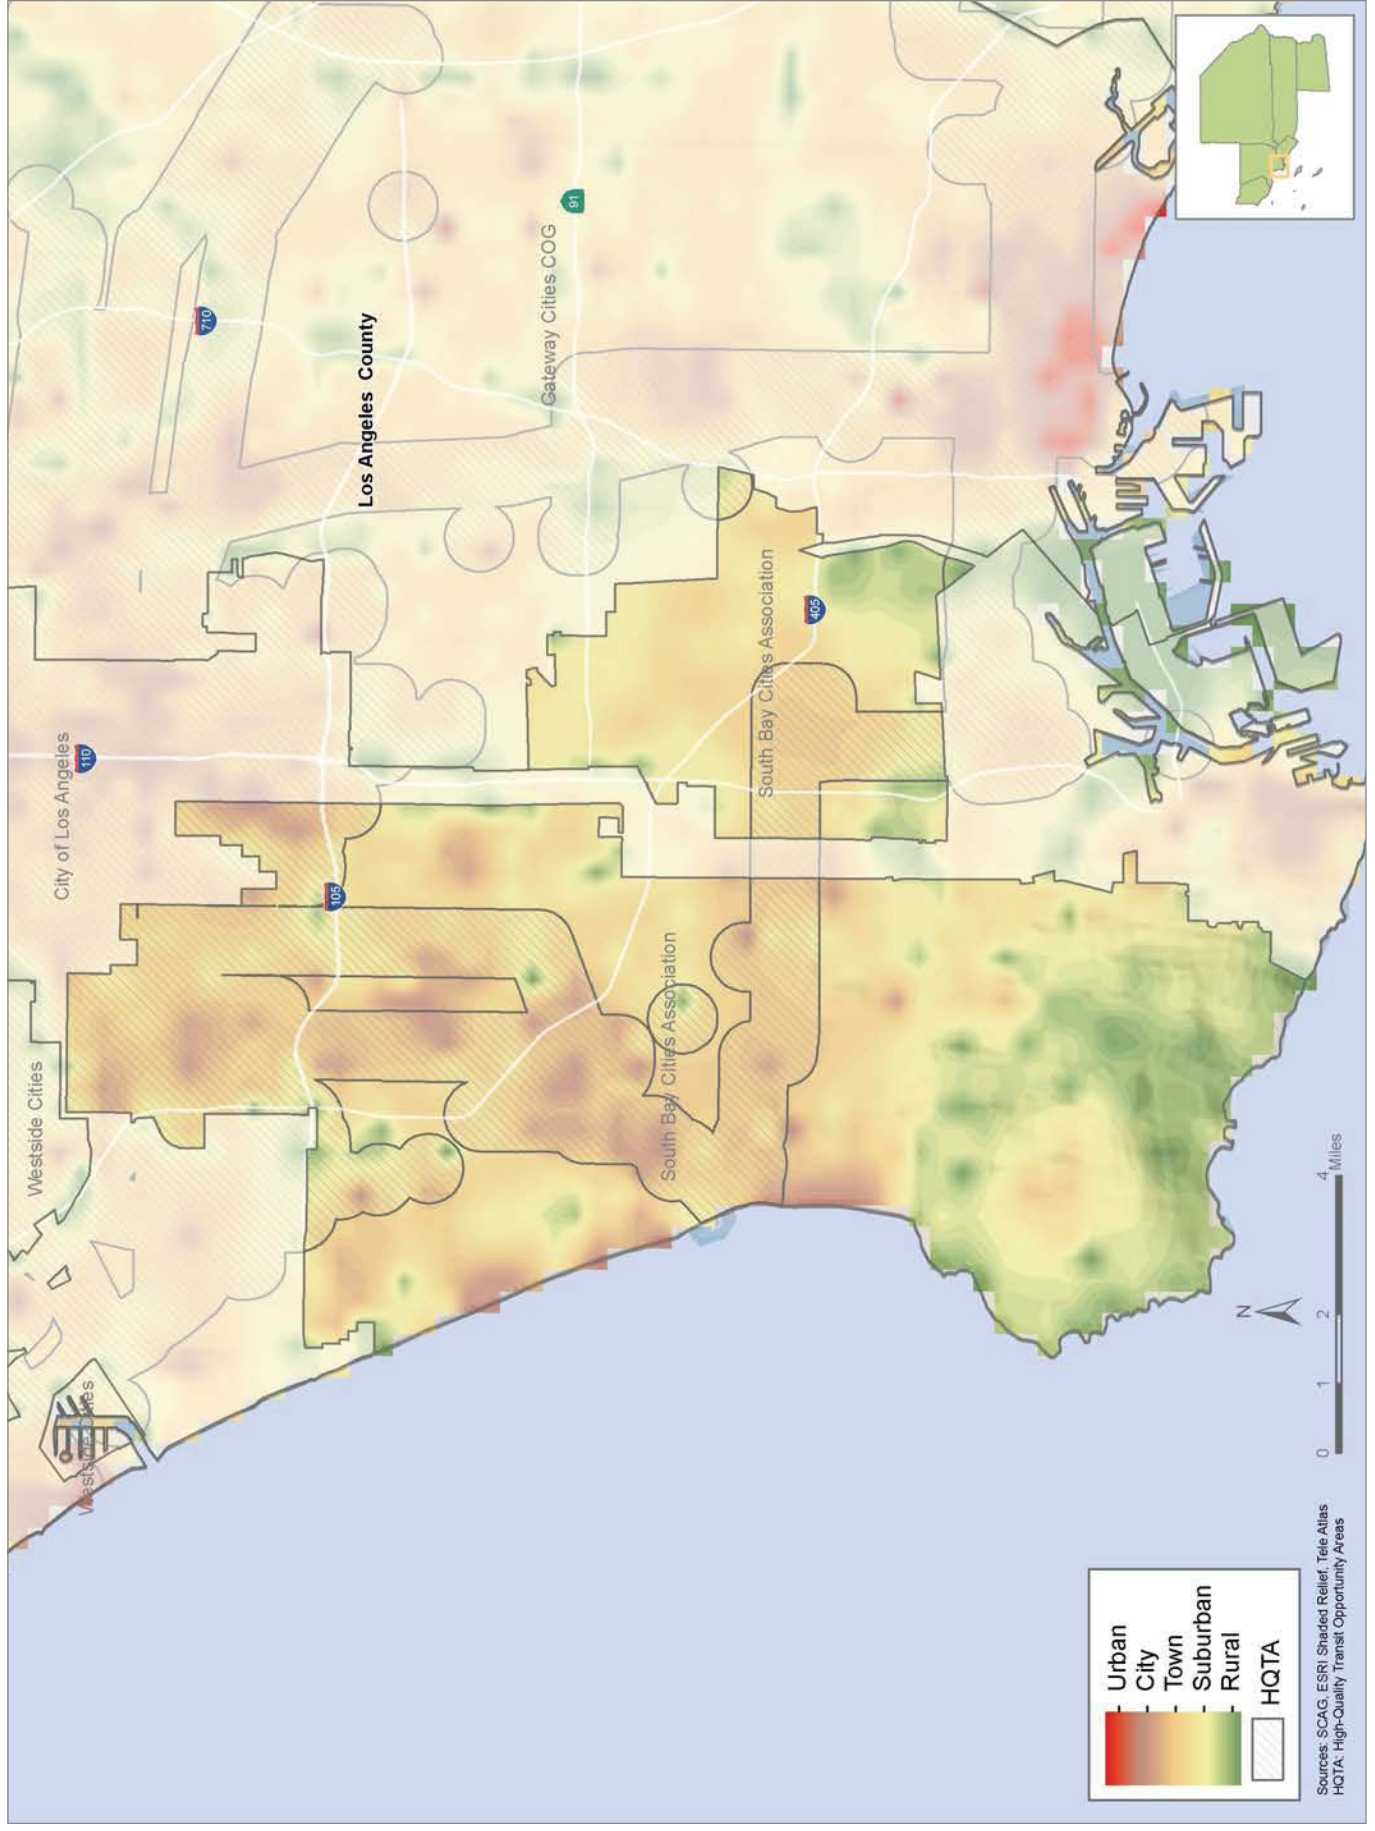 Westside Cities
Westside Cities
City of Los Angeles
110
105
710
Los Angeles County
Gateway Cities COG
91
South Bay Cities Association
South Bay Cities Association
405
N
0 1 2 4
Miles
Urban
City
Town
Suburban
Rural
HQTA
Sources: SCAG, ESRI Shaded Relief, Tele Atlas
HQTA: High-Quality Transit Opportunity Areas